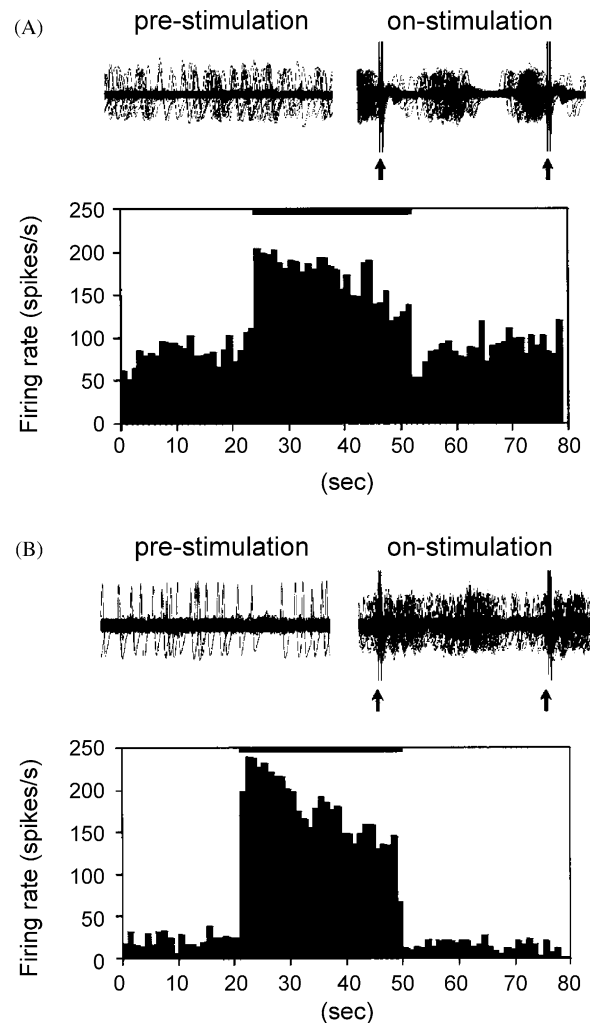 (A)
pre-stimulation on-stimulation
250
200
150
100
50
0
Firing rate (spikes/s)
0 10 20 30 40 50 60 70 80
(sec)
(B)
pre-stimulation on-stimulation
250
200
150
100
50
0
Firing rate (spikes/s)
0 10 20 30 40 50 60 70 80
(sec)